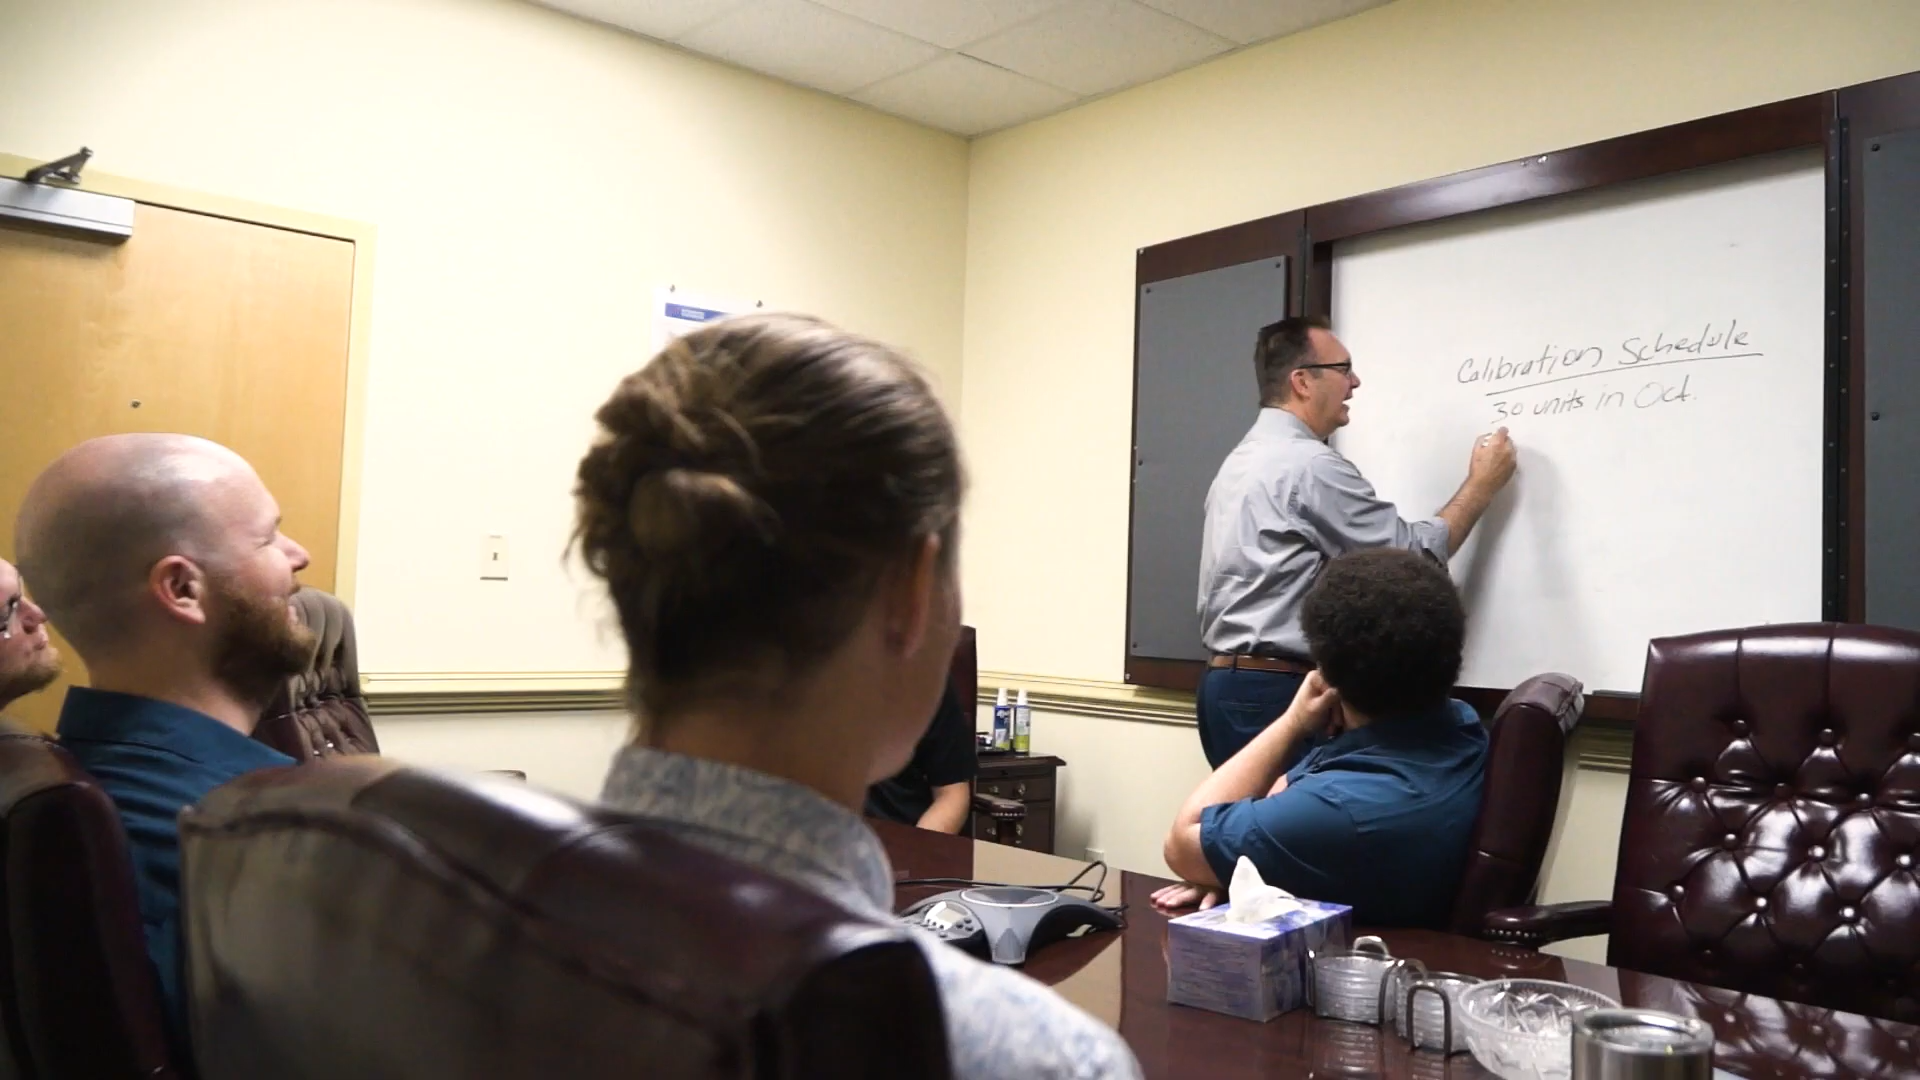 Calibration Schedule
30 units in Oct.